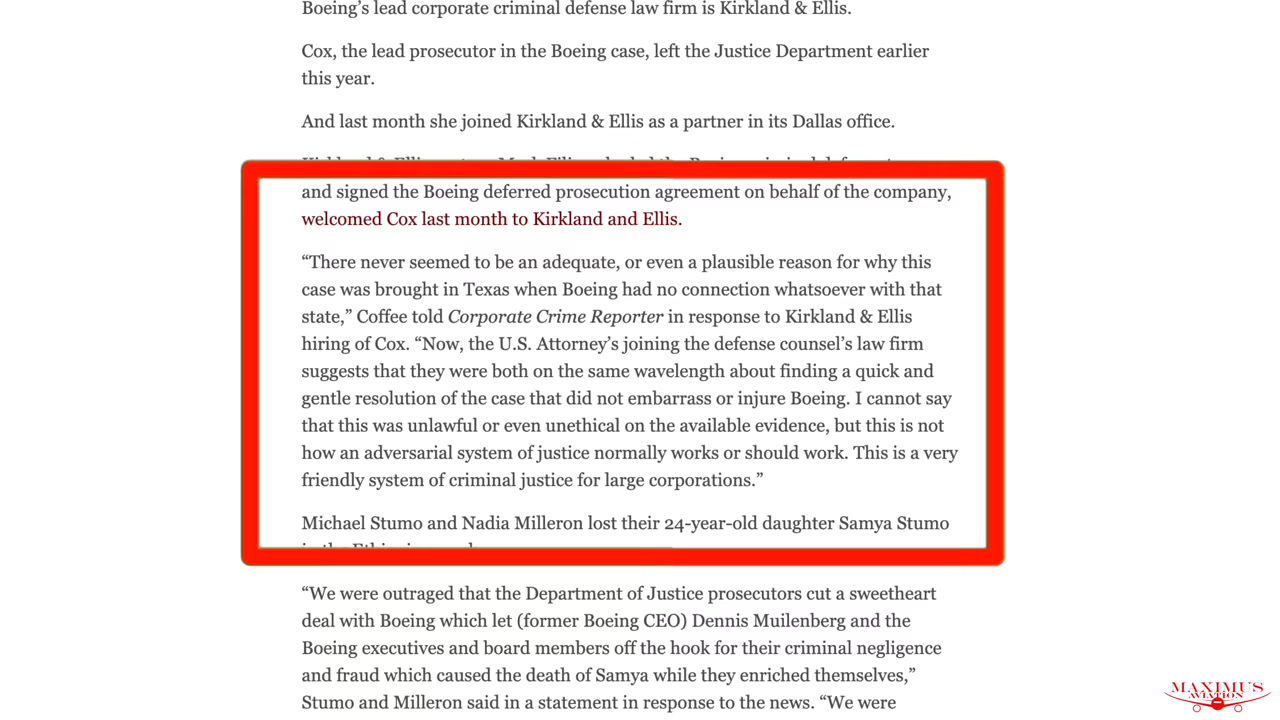 Boeing’s lead corporate criminal defense law firm is Kirkland & Ellis.
Cox, the lead prosecutor in the Boeing case, left the Justice Department earlier
this year.
And last month she joined Kirkland & Ellis as a partner in its Dallas office.
and signed the Boeing deferred prosecution agreement on behalf of the company,
welcomed Cox last month to Kirkland and Ellis.
“There never seemed to be an adequate, or even a plausible reason for why this
case was brought in Texas when Boeing had no connection whatsoever with that
state,” Coffee told Corporate Crime Reporter in response to Kirkland & Ellis
hiring of Cox. “Now, the U.S. Attorney’s joining the defense counsel’s law firm
suggests that they were both on the same wavelength about finding a quick and
gentle resolution of the case that did not embarrass or injure Boeing. I cannot say
that this was unlawful or even unethical on the available evidence, but this is not
how an adversarial system of justice normally works or should work. This is a very
friendly system of criminal justice for large corporations.”
Michael Stumo and Nadia Milleron lost their 24-year-old daughter Samya Stumo
“We were outraged that the Department of Justice prosecutors cut a sweetheart
deal with Boeing which let (former Boeing CEO) Dennis Muilenberg and the
Boeing executives and board members off the hook for their criminal negligence
and fraud which caused the death of Samya while they enriched themselves,”
Stumo and Milleron said in a statement in response to the news. “We were
MAXIMUS
AVIATION